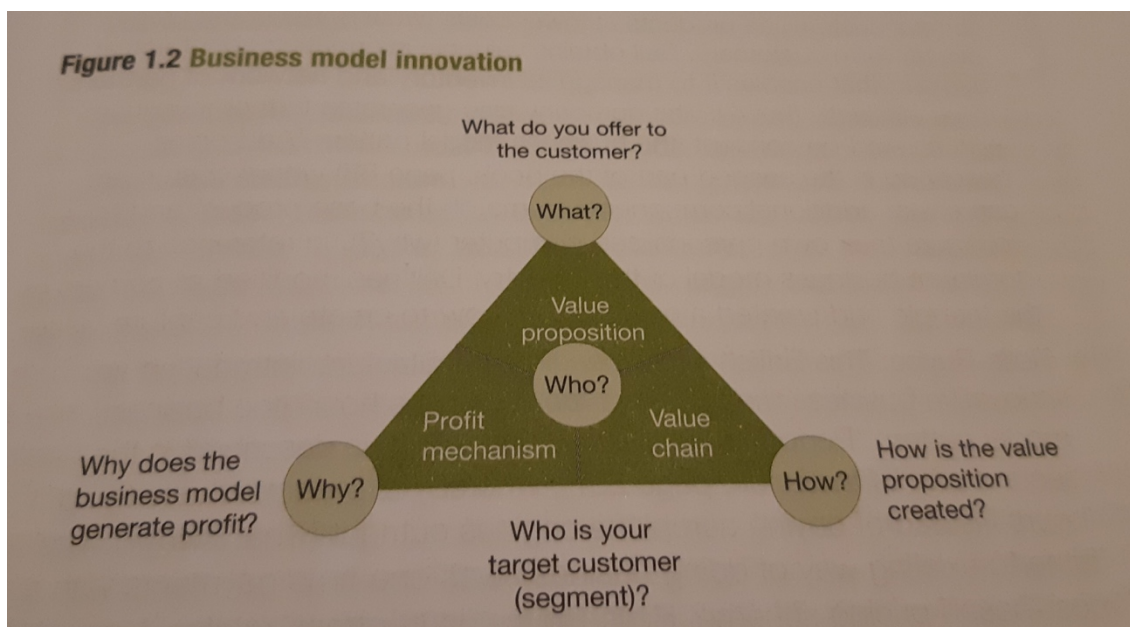 Figure 1.2 Business model innovation
What do you offer to
the customer?
What?
Value
proposition
Who?
Profit
mechanism
Value
chain
Why does the
business model
generate profit?
Why?
How?
How is the value
proposition
created?
Who is your
target customer
(segment)?